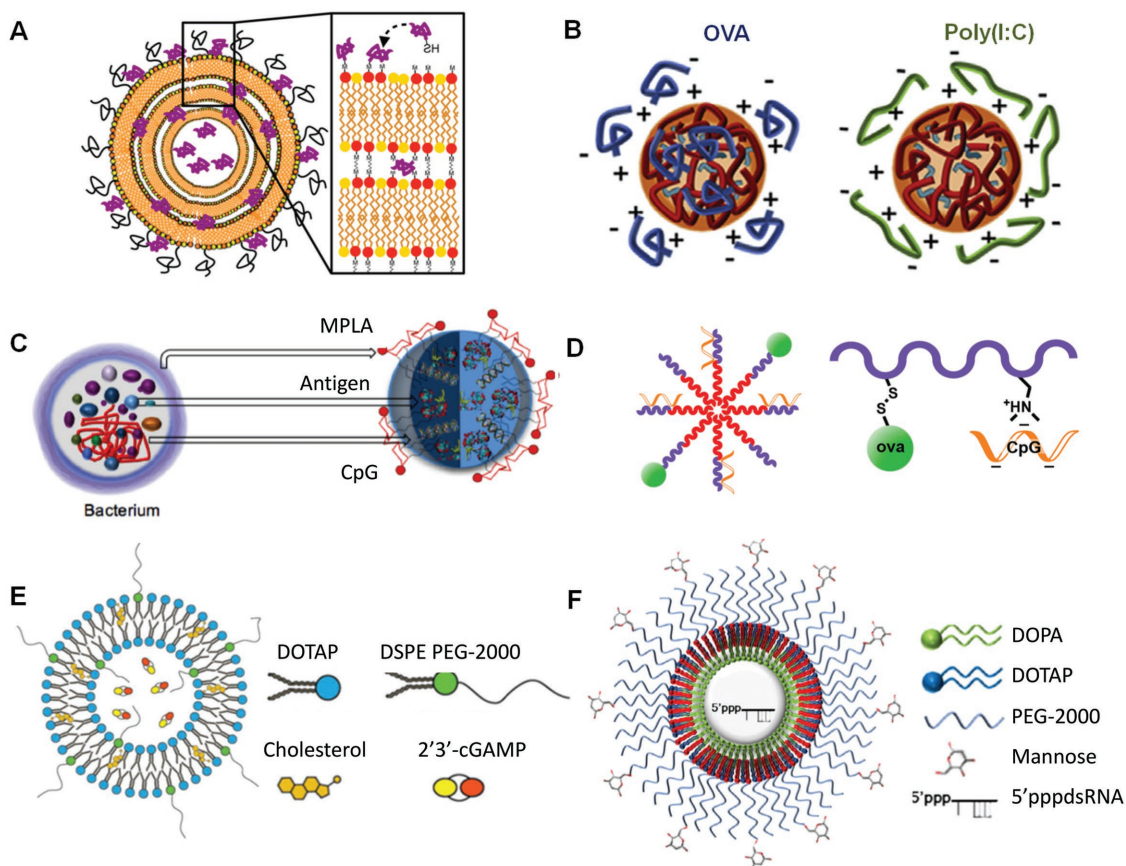 A
SH
M M M M
M M M M M
M M M M M
M M M M
B
OVA
Poly(I:C)
C
MPLA
Antigen
CpG
Bacterium
D
S
S
ova
+HN
CpG
E
DOTAP
DSPE PEG-2000
Cholesterol
2'3'-cGAMP
F
5'ppp
DOPA
DOTAP
PEG-2000
Mannose
5'ppp
5'pppdsRNA